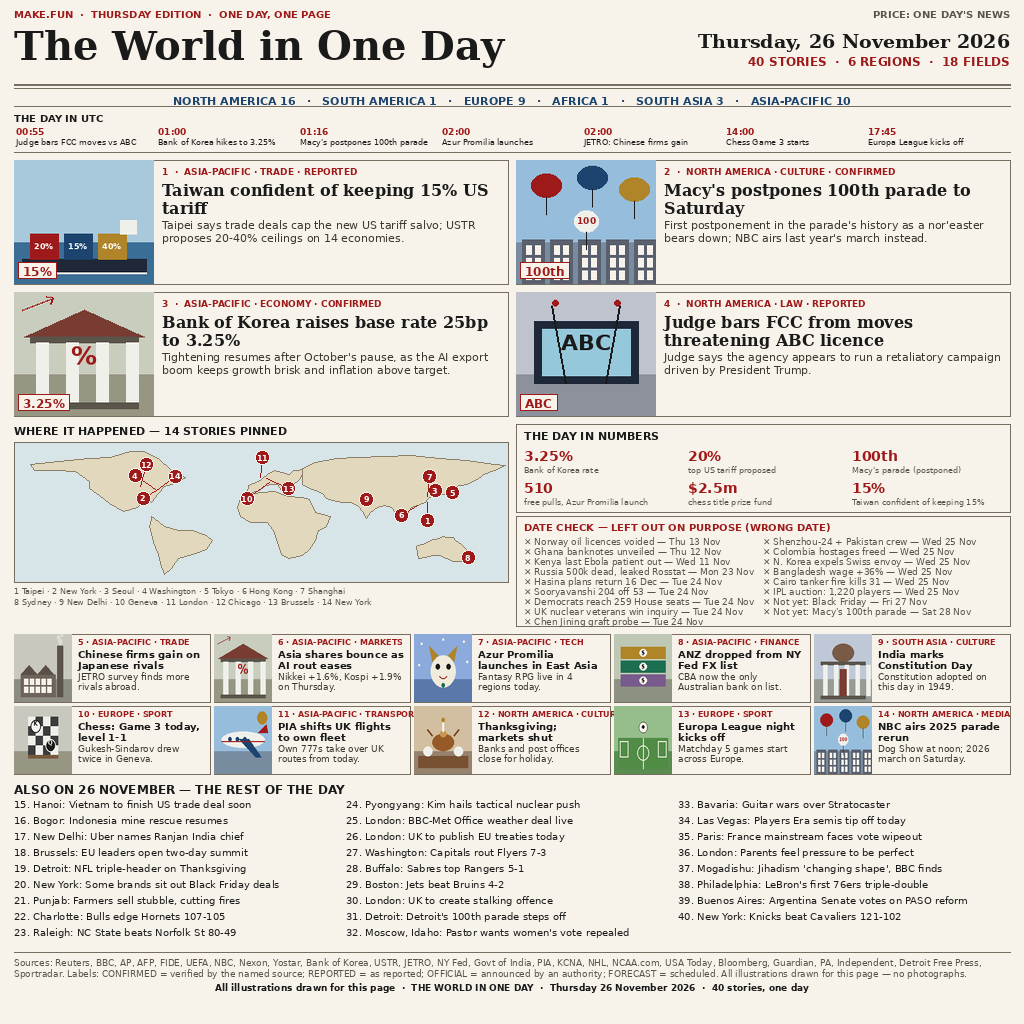 MAKE.FUN · THURSDAY EDITION · ONE DAY, ONE PAGE
PRICE: ONE DAY'S NEWS
The World in One Day
Thursday, 26 November 2026
40 STORIES · 6 REGIONS · 18 FIELDS
NORTH AMERICA 16 · SOUTH AMERICA 1 · EUROPE 9 · AFRICA 1 · SOUTH ASIA 3 · ASIA-PACIFIC 10
THE DAY IN UTC
00:55
Judge bars FCC moves vs ABC
01:00
Bank of Korea hikes to 3.25%
01:16
Macy's postpones 100th parade
02:00
Azur Promilia launches
02:00
JETRO: Chinese firms gain
14:00
Chess Game 3 starts
17:45
Europa League kicks off
20%
15%
40%
15%
1 · ASIA-PACIFIC · TRADE · REPORTED
Taiwan confident of keeping 15% US
tariff
Taipei says trade deals cap the new US tariff salvo; USTR
proposes 20-40% ceilings on 14 economies.
100
100th
2 · NORTH AMERICA · CULTURE · CONFIRMED
Macy's postpones 100th parade to
Saturday
First postponement in the parade's history as a nor'easter
bears down; NBC airs last year's march instead.
%
3.25%
3 · ASIA-PACIFIC · ECONOMY · CONFIRMED
Bank of Korea raises base rate 25bp
to 3.25%
Tightening resumes after October's pause, as the AI export
boom keeps growth brisk and inflation above target.
ABC
ABC
4 · NORTH AMERICA · LAW · REPORTED
Judge bars FCC from moves
threatening ABC licence
Judge says the agency appears to run a retaliatory campaign
driven by President Trump.
WHERE IT HAPPENED — 14 STORIES PINNED
11
12
4
14
7
13
3
5
2
10
9
6
1
8
1 Taipei · 2 New York · 3 Seoul · 4 Washington · 5 Tokyo · 6 Hong Kong · 7 Shanghai
8 Sydney · 9 New Delhi · 10 Geneva · 11 London · 12 Chicago · 13 Brussels · 14 New York
THE DAY IN NUMBERS
3.25%
Bank of Korea rate
20%
top US tariff proposed
100th
Macy's parade (postponed)
510
free pulls, Azur Promilia launch
$2.5m
chess title prize fund
15%
Taiwan confident of keeping 15%
DATE CHECK — LEFT OUT ON PURPOSE (WRONG DATE)
× Norway oil licences voided — Thu 13 Nov
× Ghana banknotes unveiled — Thu 12 Nov
× Kenya last Ebola patient out — Wed 11 Nov
× Russia 500k dead, leaked Rosstat — Mon 23 Nov
× Hasina plans return 16 Dec — Tue 24 Nov
× Sooryavanshi 204 off 53 — Tue 24 Nov
× Democrats reach 259 House seats — Tue 24 Nov
× UK nuclear veterans win inquiry — Tue 24 Nov
× Chen Jining graft probe — Tue 24 Nov
× Shenzhou-24 + Pakistan crew — Wed 25 Nov
× Colombia hostages freed — Wed 25 Nov
× N. Korea expels Swiss envoy — Wed 25 Nov
× Bangladesh wage +36% — Wed 25 Nov
× Cairo tanker fire kills 31 — Wed 25 Nov
× IPL auction: 1,220 players — Wed 25 Nov
× Not yet: Black Friday — Fri 27 Nov
× Not yet: Macy's 100th parade — Sat 28 Nov
5 · ASIA-PACIFIC · TRADE
Chinese firms gain on
Japanese rivals
JETRO survey finds more
rivals abroad.
%
6 · ASIA-PACIFIC · MARKETS
Asia shares bounce as
AI rout eases
Nikkei +1.6%, Kospi +1.9%
on Thursday.
7 · ASIA-PACIFIC · TECH
Azur Promilia
launches in East Asia
Fantasy RPG live in 4
regions today.
$
$
$
8 · ASIA-PACIFIC · FINANCE
ANZ dropped from NY
Fed FX list
CBA now the only
Australian bank on list.
9 · SOUTH ASIA · CULTURE
India marks
Constitution Day
Constitution adopted on
this day in 1949.
10 · EUROPE · SPORT
Chess: Game 3 today,
level 1-1
Gukesh-Sindarov drew
twice in Geneva.
11 · ASIA-PACIFIC · TRANSPOR
PIA shifts UK flights
to own fleet
Own 777s take over UK
routes from today.
12 · NORTH AMERICA · CULTUR
Thanksgiving;
markets shut
Banks and post offices
close for holiday.
13 · EUROPE · SPORT
Europa League night
kicks off
Matchday 5 games start
across Europe.
100
14 · NORTH AMERICA · MEDIA
NBC airs 2025 parade
rerun
Dog Show at noon; 2026
march on Saturday.
ALSO ON 26 NOVEMBER — THE REST OF THE DAY
15. Hanoi: Vietnam to finish US trade deal soon
16. Bogor: Indonesia mine rescue resumes
17. New Delhi: Uber names Ranjan India chief
18. Brussels: EU leaders open two-day summit
19. Detroit: NFL triple-header on Thanksgiving
20. New York: Some brands sit out Black Friday deals
21. Punjab: Farmers sell stubble, cutting fires
22. Charlotte: Bulls edge Hornets 107-105
23. Raleigh: NC State beats Norfolk St 80-49
24. Pyongyang: Kim hails tactical nuclear push
25. London: BBC-Met Office weather deal live
26. London: UK to publish EU treaties today
27. Washington: Capitals rout Flyers 7-3
28. Buffalo: Sabres top Rangers 5-1
29. Boston: Jets beat Bruins 4-2
30. London: UK to create stalking offence
31. Detroit: Detroit's 100th parade steps off
32. Moscow, Idaho: Pastor wants women's vote repealed
33. Bavaria: Guitar wars over Stratocaster
34. Las Vegas: Players Era semis tip off today
35. Paris: France mainstream faces vote wipeout
36. London: Parents feel pressure to be perfect
37. Mogadishu: Jihadism 'changing shape', BBC finds
38. Philadelphia: LeBron's first 76ers triple-double
39. Buenos Aires: Argentina Senate votes on PASO reform
40. New York: Knicks beat Cavaliers 121-102
Sources: Reuters, BBC, AP, AFP, FIDE, UEFA, NBC, Nexon, Yostar, Bank of Korea, USTR, JETRO, NY Fed, Govt of India, PIA, KCNA, NHL, NCAA.com, USA Today, Bloomberg, Guardian, PA, Independent, Detroit Free Press,
Sportradar. Labels: CONFIRMED = verified by the named source; REPORTED = as reported; OFFICIAL = announced by an authority; FORECAST = scheduled. All illustrations drawn for this page — no photographs.
All illustrations drawn for this page · THE WORLD IN ONE DAY · Thursday 26 November 2026 · 40 stories, one day